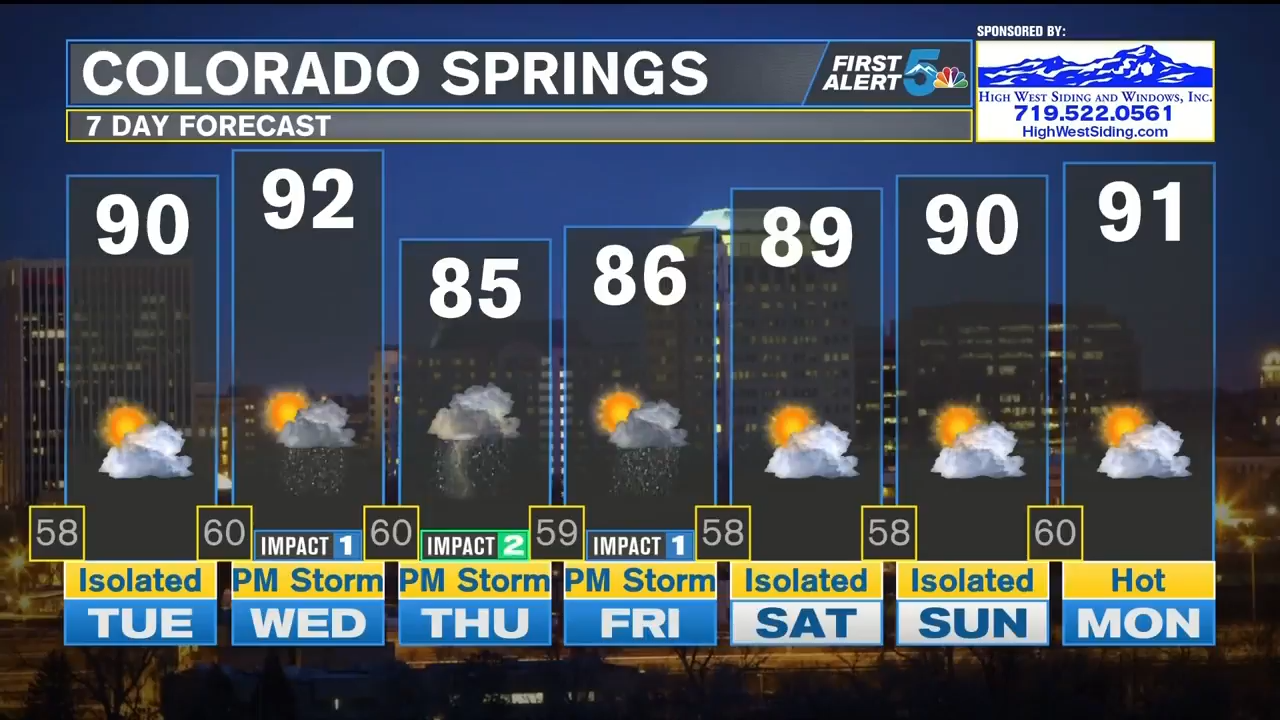 SPONSORED BY:
COLORADO SPRINGS
FIRST
ALERT 5
HIGH WEST SIDING AND WINDOWS, INC.
719.522.0561
HighWestSiding.com
7 DAY FORECAST
90 92 85 86 89 90 91
58 60 60 59 58 58 60
IMPACT 1 IMPACT 2 IMPACT 1
Isolated PM Storm PM Storm PM Storm Isolated Isolated Hot
TUE WED THU FRI SAT SUN MON